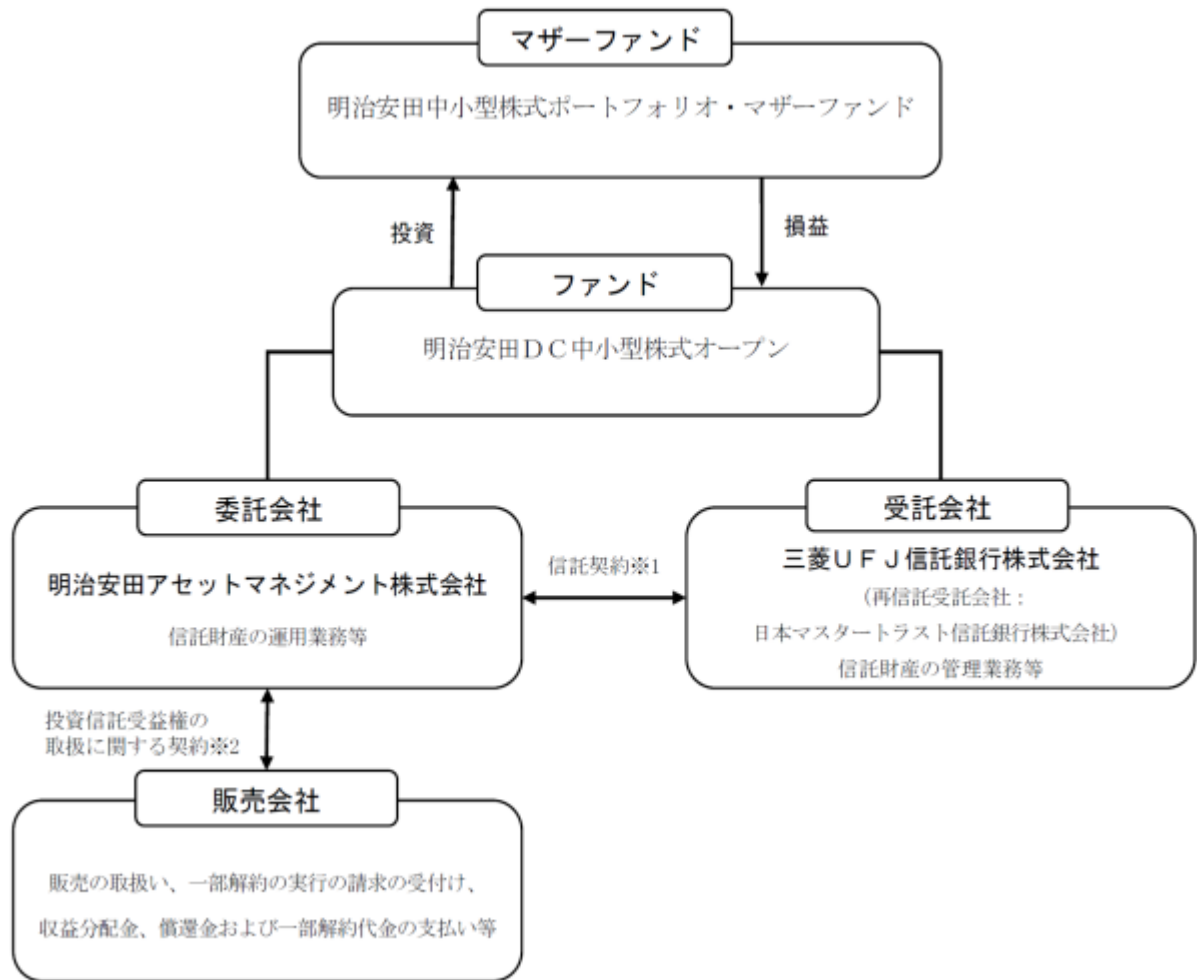 マザーファンド
明治安田中小型株式ポートフォリオ・マザーファンド
投資
損益
ファンド
明治安田ＤＣ中小型株式オープン
委託会社
明治安田アセットマネジメント株式会社
信託財産の運用業務等
信託契約※1
受託会社
三菱ＵＦＪ信託銀行株式会社
（再信託受託会社：
日本マスタートラスト信託銀行株式会社）
信託財産の管理業務等
投資信託受益権の
取扱に関する契約※2
販売会社
販売の取扱い、一部解約の実行の請求の受付け、
収益分配金、償還金および一部解約代金の支払い等